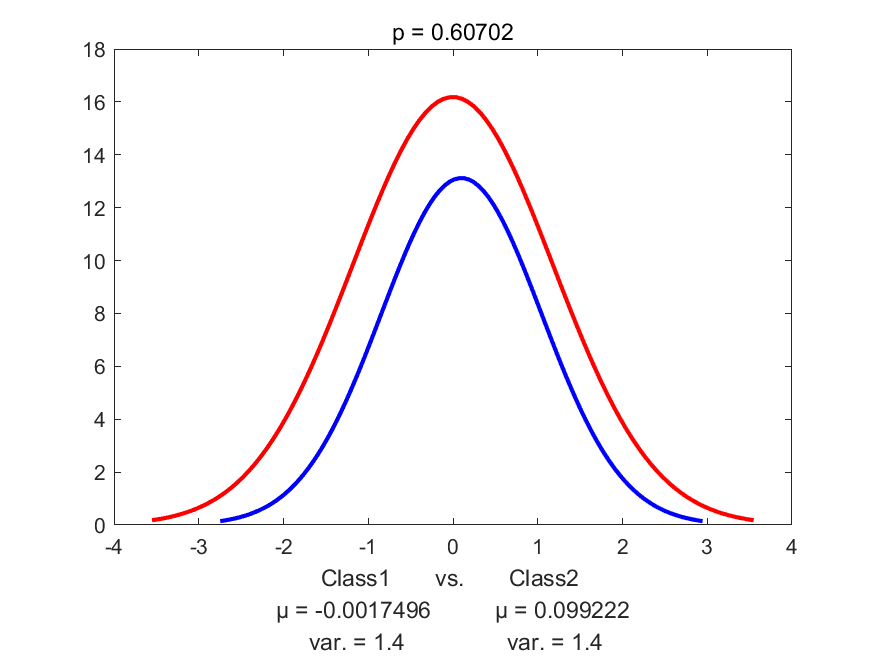 p = 0.60702
18
16
14
12
10
8
6
4
2
0
-4 -3 -2 -1 0 1 2 3 4
Class1 vs. Class2
μ = -0.0017496 μ = 0.099222
var. = 1.4 var. = 1.4